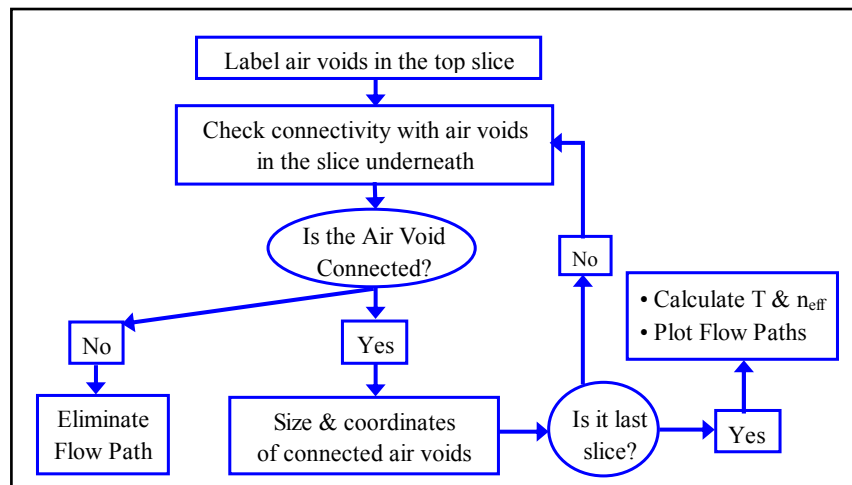 Label air voids in the top slice
Check connectivity with air voids
in the slice underneath
Is the Air Void
Connected?
No
• Calculate T & n_eff
• Plot Flow Paths
No
Yes
Eliminate
Flow Path
Size & coordinates
of connected air voids
Is it last
slice?
Yes